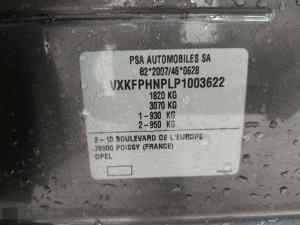 PSA AUTOMOBILES SA
B2*2007/46*0628
VXKFPHNPLP1003622
1820 KG
3070 KG
1-930 KG
2-950 KG
2-10 BOULEVARD DE L'EUROPE
78300 POISSY (FRANCE)
OPEL